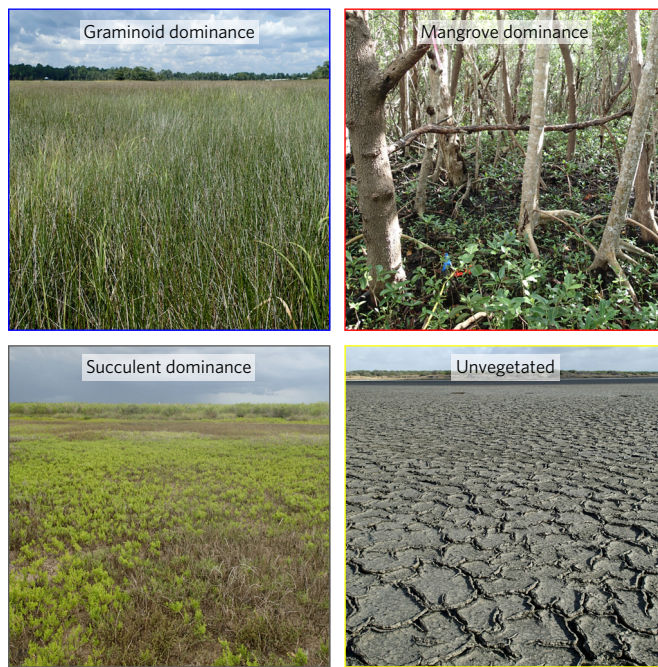 Graminoid dominance
Mangrove dominance
Succulent dominance
Unvegetated